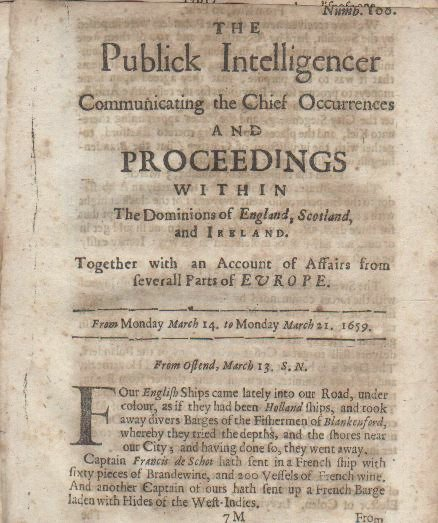 Numb. 100.
THE
Publick Intelligencer
Communicating the Chief Occurrences
AND
PROCEEDINGS
WITHIN
The Dominions of England, Scotland,
and IRELAND.
Together with an Account of Affairs from
ſeverall Parts of EVROPE.
From Monday March 14. to Monday March 21. 1659.
From Oſtend, March 13. S. N.
FOur Engliſh Ships came lately into our Road, under
colour, as if they had been Holland ſhips, and took
away divers Barges of the Fiſhermen of Blankenford,
whereby they tried the depths, and the ſhores near
our City; and having done ſo, they went away.
Captain Francis de Schot hath ſent in a French ſhip with
ſixty pieces of Brandewine, and 200 Veſſels of French wine.
And another Captain of ours hath ſent up a French Barge
laden with Hides of the Weſt-Indies.
7 M
From